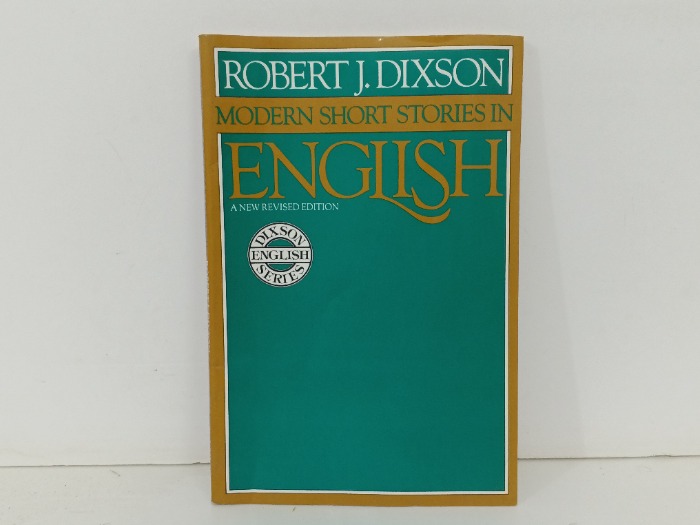 ROBERT J. DIXSON
MODERN SHORT STORIES IN
ENGLISH
A NEW REVISED EDITION
DIXSON
ENGLISH
SERIES